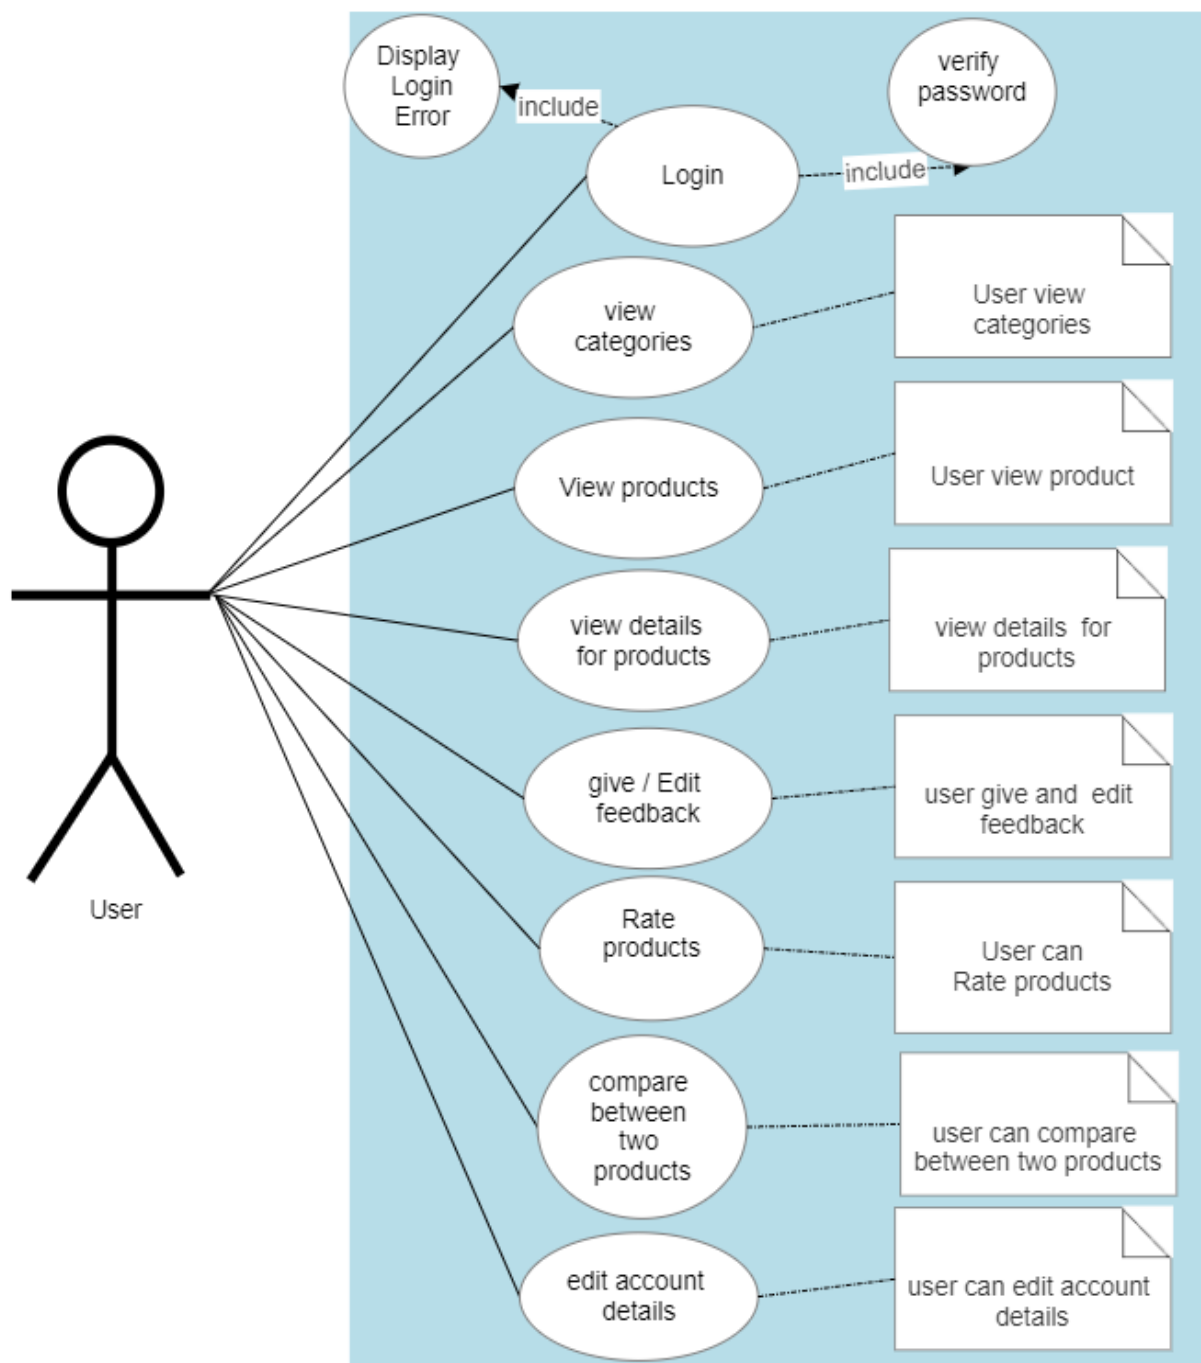 Display
Login
Error
include
verify
password
Login
include
view
categories
User view
categories
View products
User view product
view details
for products
view details for
products
give / Edit
feedback
user give and edit
feedback
User
Rate
products
User can
Rate products
compare
between
two
products
user can compare
between two products
edit account
details
user can edit account
details